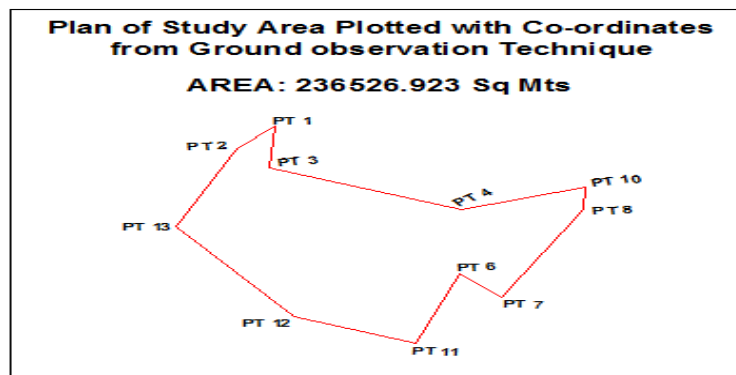 Plan of Study Area Plotted with Co-ordinates
from Ground observation Technique
AREA: 236526.923 Sq Mts
PT 1
PT 2
PT 3
PT 10
PT 4
PT 8
PT 13
PT 6
PT 7
PT 12
PT 11